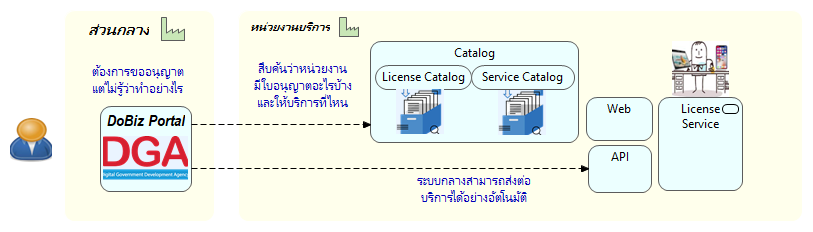 ส่วนกลาง
ต้องการขออนุญาต
แต่ไม่รู้ว่าทำอย่างไร
DoBiz Portal
DGA
Digital Government Development Agency
หน่วยงานบริการ
สืบค้นว่าหน่วยงาน
มีใบอนุญาตอะไรบ้าง
และให้บริการที่ไหน
Catalog
License Catalog
Service Catalog
Web
API
License
Service
ระบบกลางสามารถส่งต่อ
บริการได้อย่างอัตโนมัติ